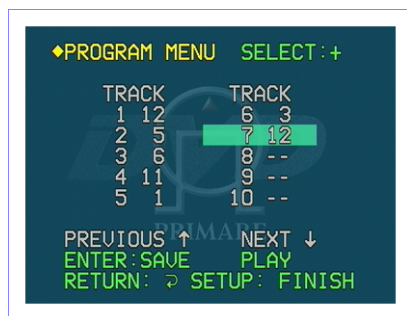 ◆PROGRAM MENU SELECT:+
TRACK TRACK
1 12 6 3
2 5 7 12
3 6 8 --
4 11 9 --
5 1 10 --
DVD
PRIMARE
PREVIOUS ↑ NEXT ↓
ENTER:SAVE PLAY
RETURN: ⊋ SETUP: FINISH